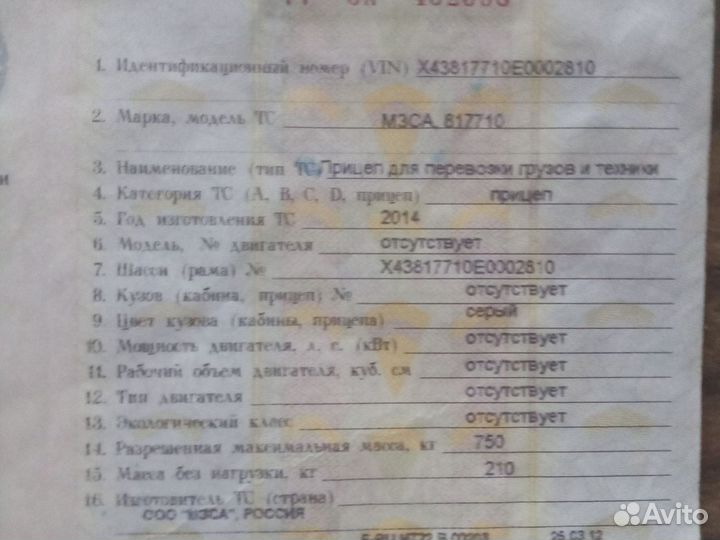 1. Идентификационный номер (VIN) X43817710E0002810
2. Марка, модель ТС МЗСА, 817710
3. Наименование (тип ТС) Прицеп для перевозки грузов и техники
и
4. Категория ТС (A, B, C, D, прицеп) прицеп
5. Год изготовления ТС 2014
6. Модель, № двигателя отсутствует
7. Шасси (рама) № X43817710E0002810
8. Кузов (кабина, прицеп) № отсутствует
9. Цвет кузова (кабины, прицепа) серый
10. Мощность двигателя, л. с. (кВт) отсутствует
11. Рабочий объем двигателя, куб. см отсутствует
12. Тип двигателя отсутствует
13. Экологический класс отсутствует
14. Разрешенная максимальная масса, кг 750
15. Масса без нагрузки, кг 210
16. Изготовитель ТС (страна)
ООО "МЗСА", РОССИЯ
26.03.12
Avito